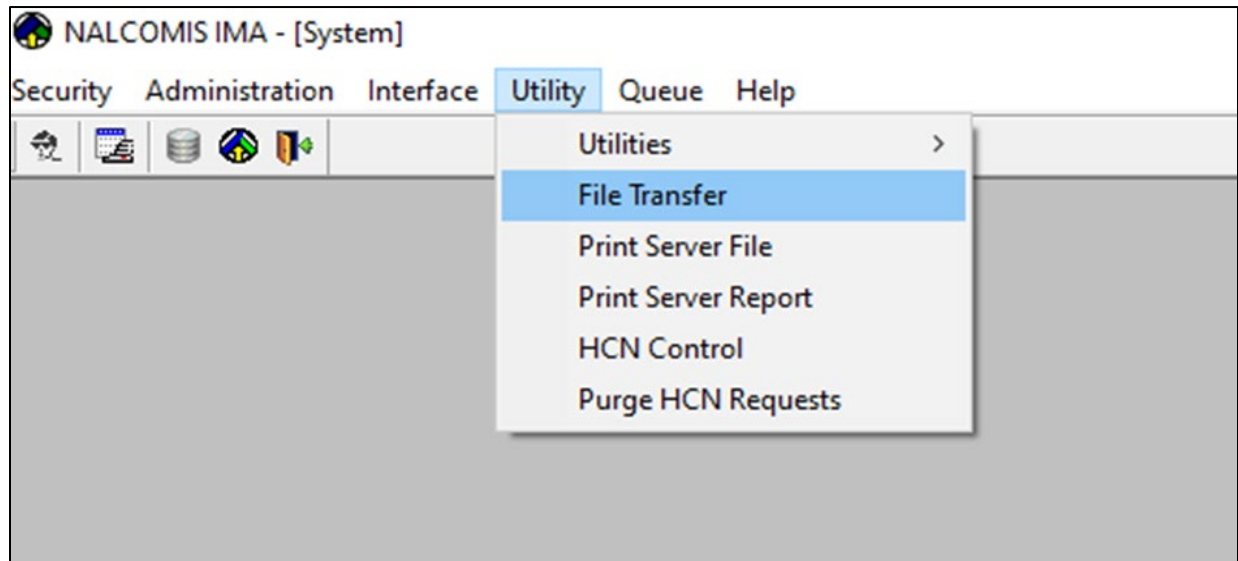 NALCOMIS IMA - [System]
Security Administration Interface Utility Queue Help
Utilities >
File Transfer
Print Server File
Print Server Report
HCN Control
Purge HCN Requests